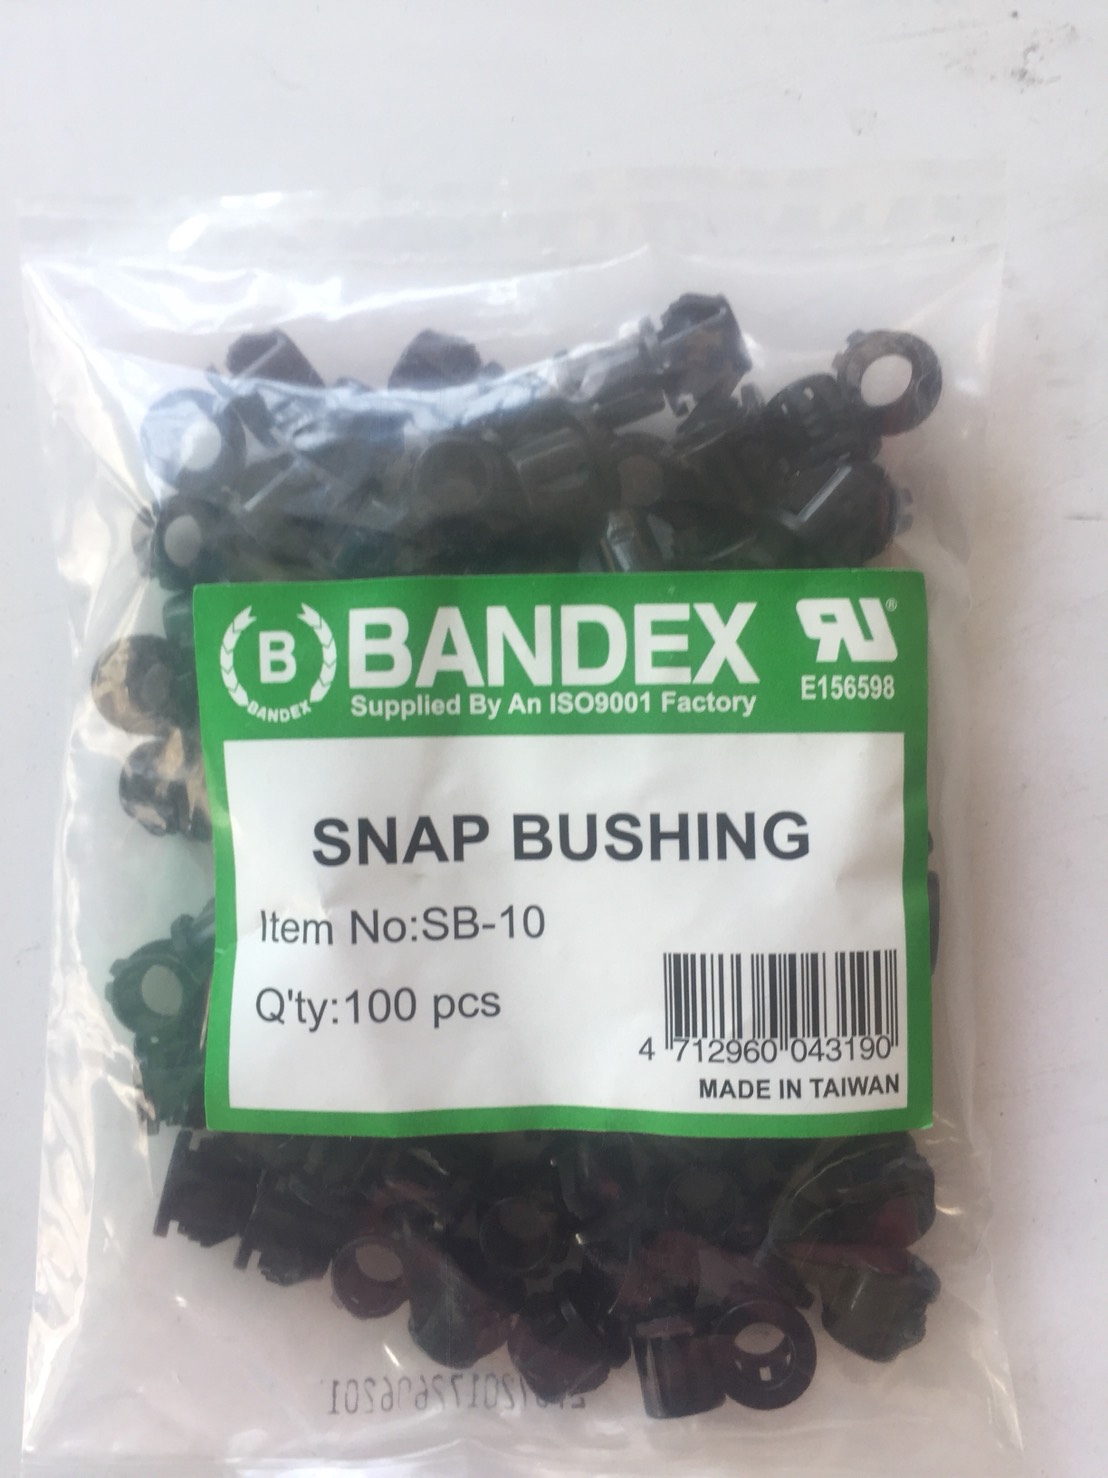 B
BANDEX
BANDEX
Supplied By An ISO9001 Factory
RU®
E156598
SNAP BUSHING
Item No:SB-10
Q'ty:100 pcs
4 712960 043190
MADE IN TAIWAN